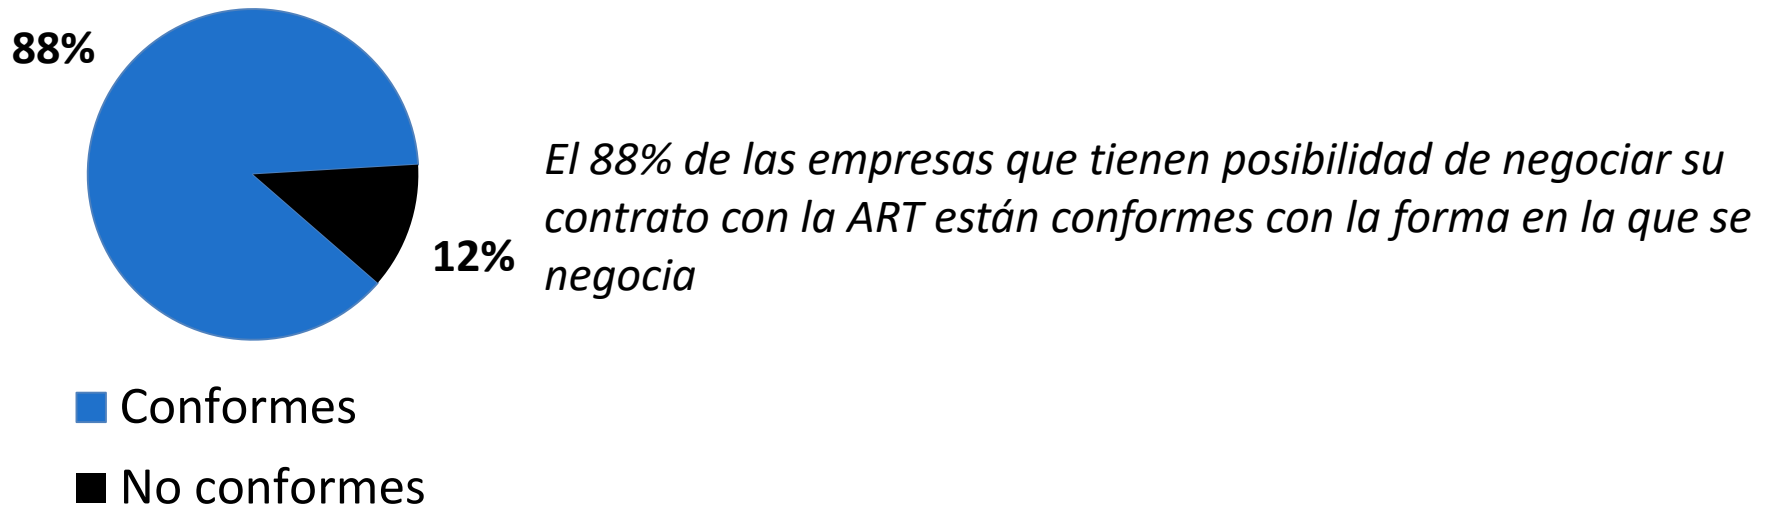 88%
12%
El 88% de las empresas que tienen posibilidad de negociar su
contrato con la ART están conformes con la forma en la que se
negocia
Conformes
No conformes